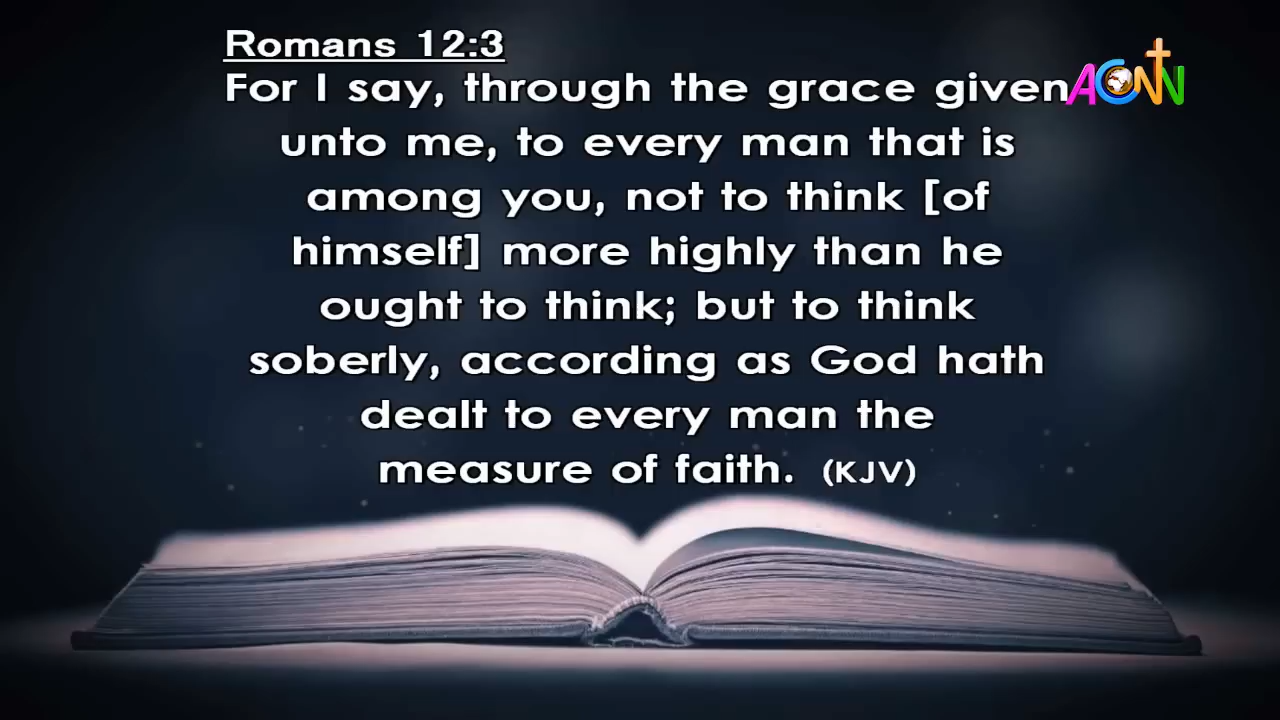 Romans 12:3
For I say, through the grace given
unto me, to every man that is
among you, not to think [of
himself] more highly than he
ought to think; but to think
soberly, according as God hath
dealt to every man the
measure of faith. (KJV)
ACNN